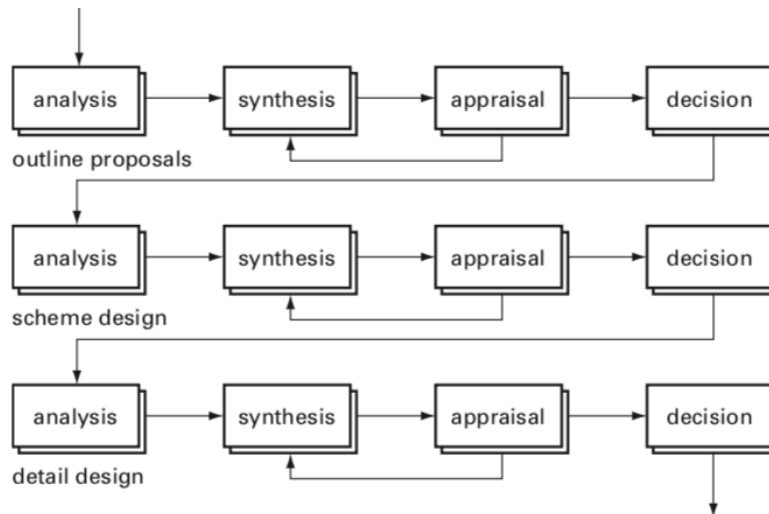 analysis synthesis appraisal decision
outline proposals
analysis synthesis appraisal decision
scheme design
analysis synthesis appraisal decision
detail design